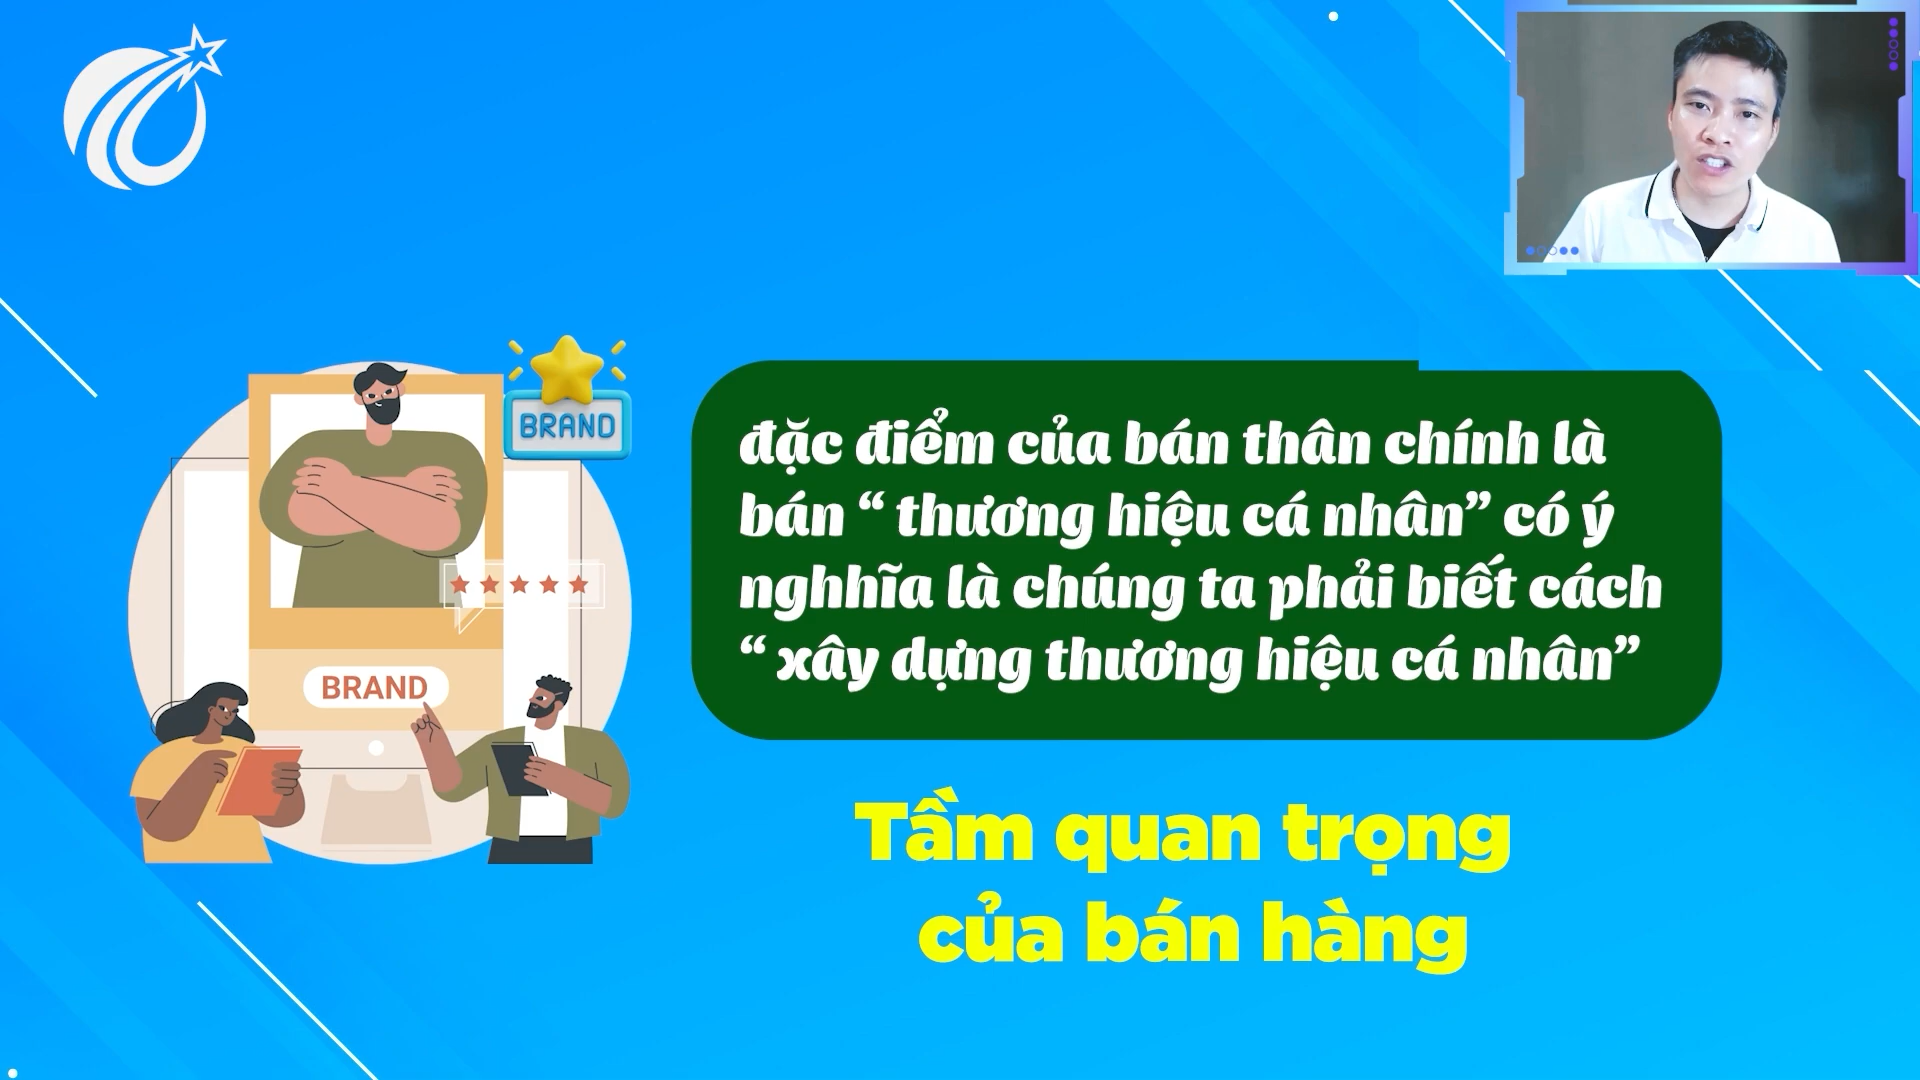 BRAND
đặc điểm của bán thân chính là
bán “ thương hiệu cá nhân” có ý
nghhĩa là chúng ta phải biết cách
“ xây dựng thương hiệu cá nhân”
BRAND
Tầm quan trọng
của bán hàng